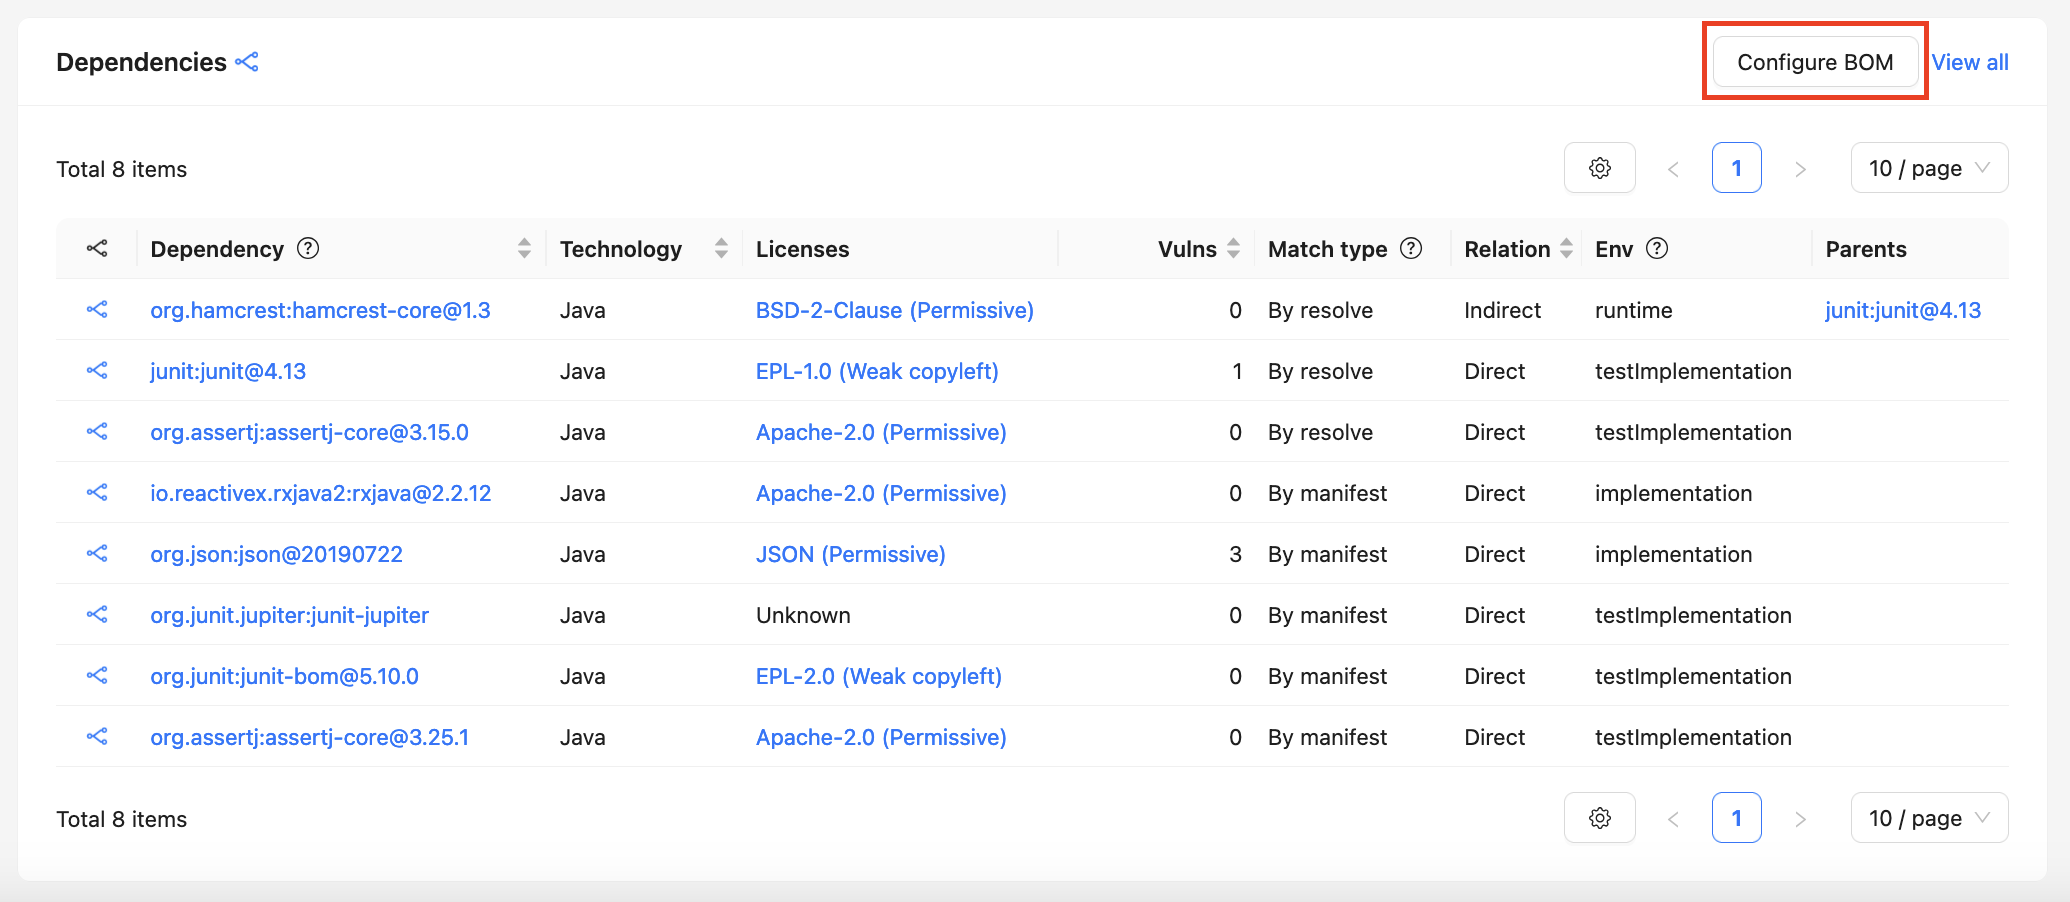 Dependencies Configure BOM View all
Total 8 items 1 10 / page
Dependency ? Technology Licenses Vulns Match type ? Relation Env ? Parents
org.hamcrest:hamcrest-core@1.3 Java BSD-2-Clause (Permissive) 0 By resolve Indirect runtime junit:junit@4.13
junit:junit@4.13 Java EPL-1.0 (Weak copyleft) 1 By resolve Direct testImplementation
org.assertj:assertj-core@3.15.0 Java Apache-2.0 (Permissive) 0 By resolve Direct testImplementation
io.reactivex.rxjava2:rxjava@2.2.12 Java Apache-2.0 (Permissive) 0 By manifest Direct implementation
org.json:json@20190722 Java JSON (Permissive) 3 By manifest Direct implementation
org.junit.jupiter:junit-jupiter Java Unknown 0 By manifest Direct testImplementation
org.junit:junit-bom@5.10.0 Java EPL-2.0 (Weak copyleft) 0 By manifest Direct testImplementation
org.assertj:assertj-core@3.25.1 Java Apache-2.0 (Permissive) 0 By manifest Direct testImplementation
Total 8 items 1 10 / page